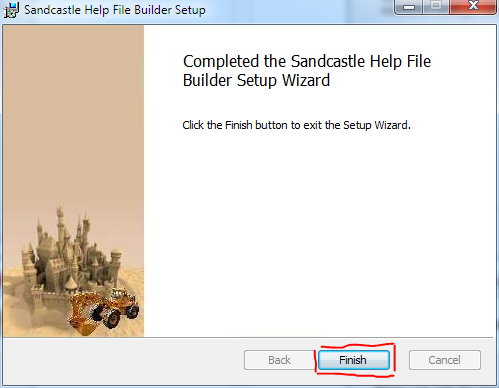 Sandcastle Help File Builder Setup
Completed the Sandcastle Help File
Builder Setup Wizard
Click the Finish button to exit the Setup Wizard.
Back Finish Cancel